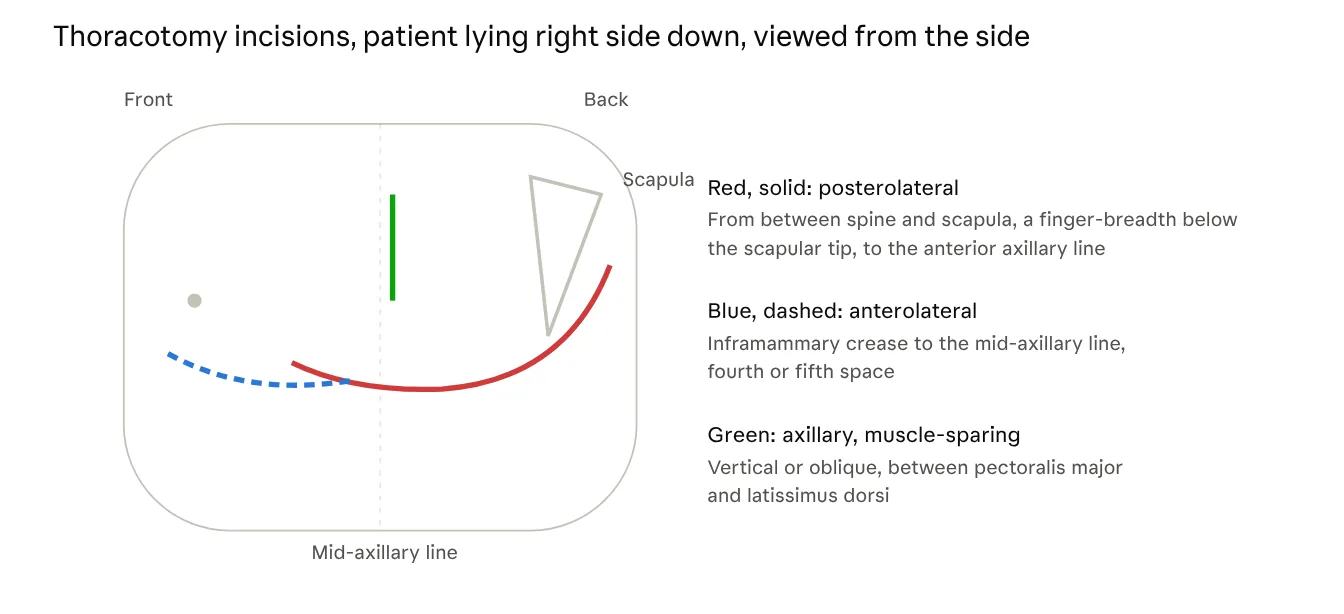 Thoracotomy incisions, patient lying right side down, viewed from the side
Front
Back
Scapula
Red, solid: posterolateral
From between spine and scapula, a finger-breadth below
the scapular tip, to the anterior axillary line
Blue, dashed: anterolateral
Inframammary crease to the mid-axillary line,
fourth or fifth space
Green: axillary, muscle-sparing
Vertical or oblique, between pectoralis major
and latissimus dorsi
Mid-axillary line